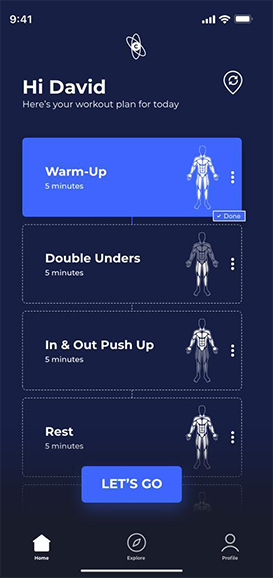 9:41
Hi David
Here's your workout plan for today
Warm-Up
5 minutes
Done
Double Unders
5 minutes
In & Out Push Up
5 minutes
Rest
5 minutes
LET'S GO
Home
Explore
Profile